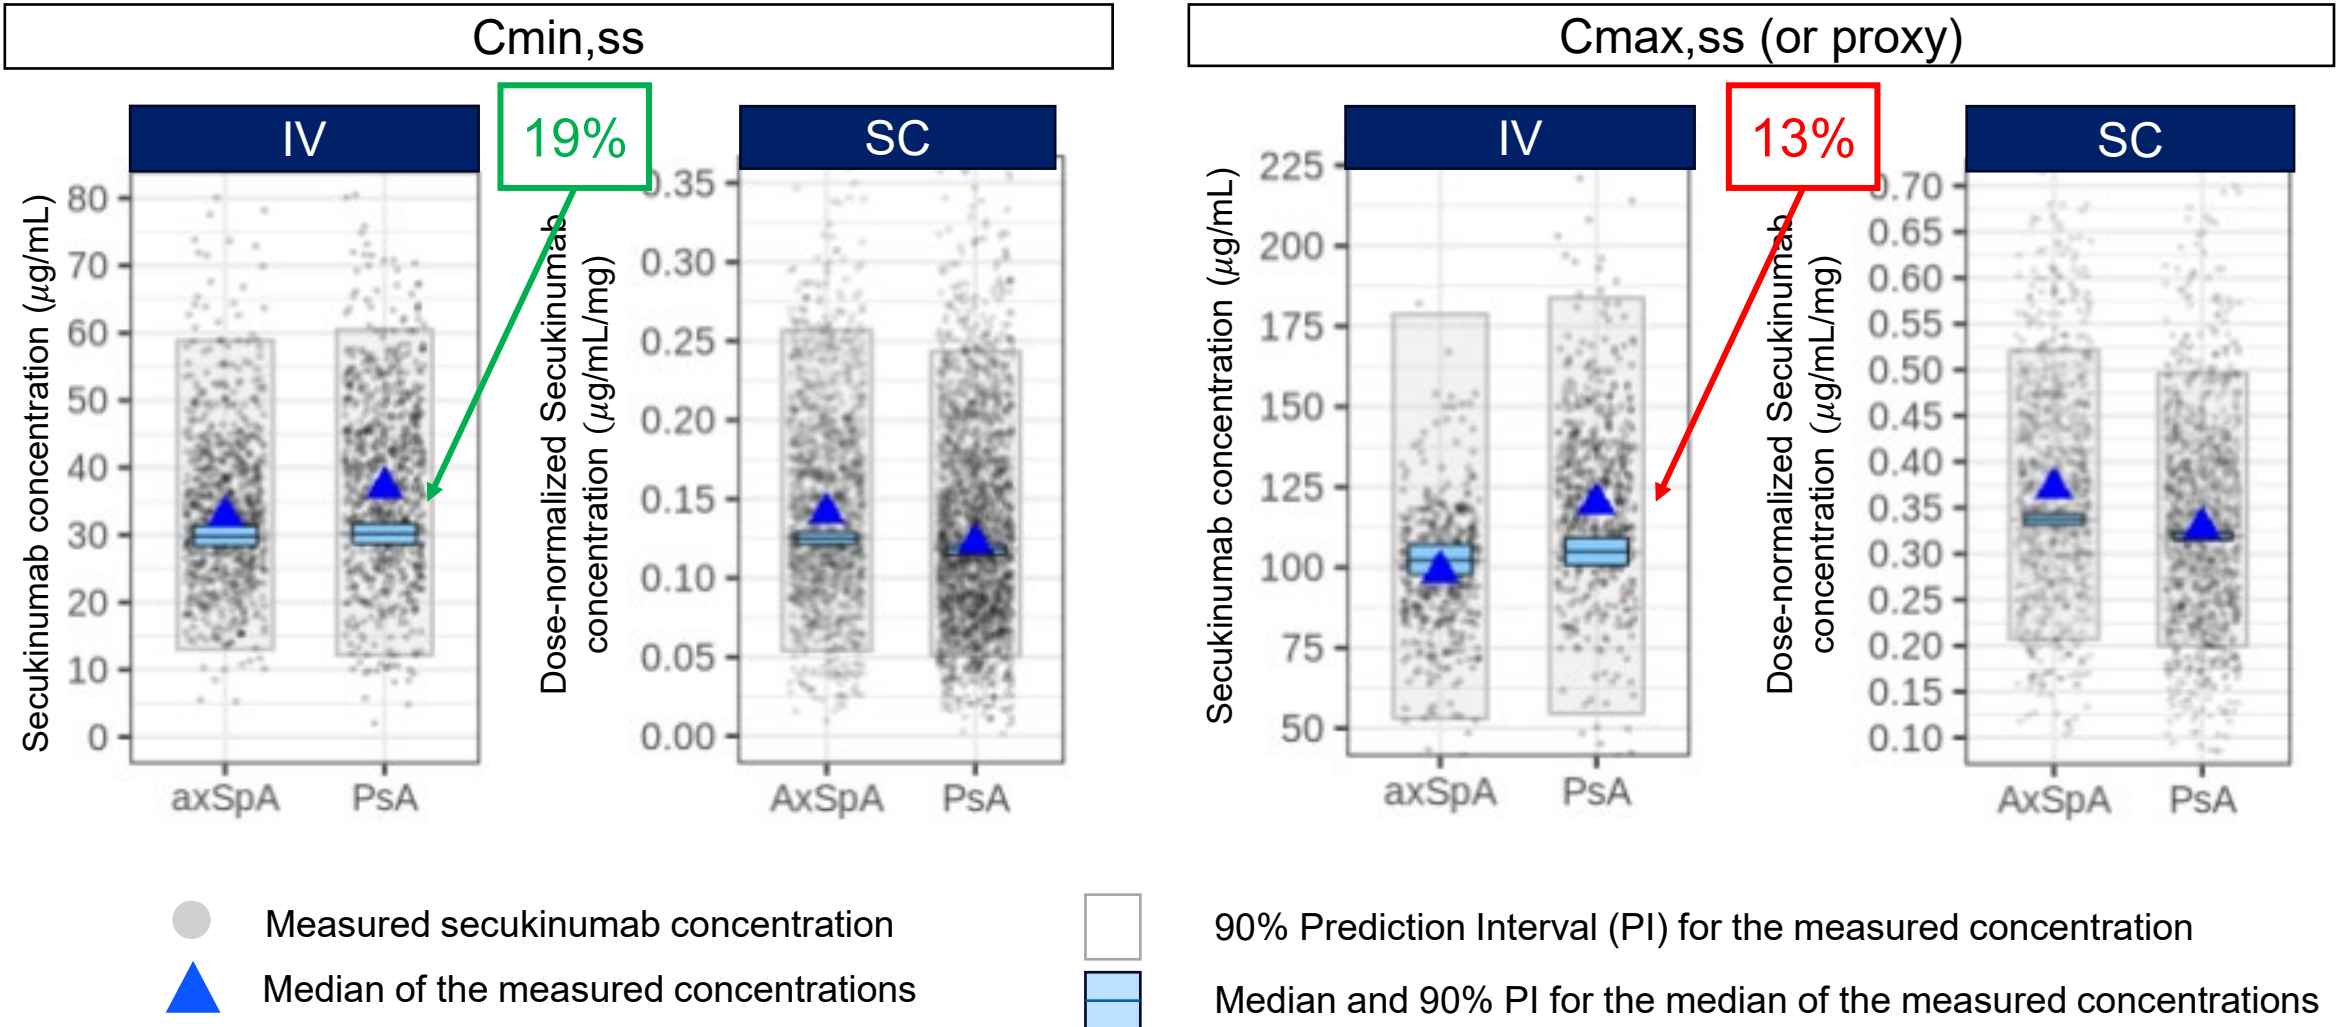 Cmin,ss
Cmax,ss (or proxy)
IV
19%
SC
IV
13%
SC
Secukinumab concentration (μg/mL)
80
70
60
50
40
30
20
10
0
axSpA
PsA
Dose-normalized Secukinumab
concentration (μg/mL/mg)
0.35
0.30
0.25
0.20
0.15
0.10
0.05
0.00
AxSpA
PsA
Secukinumab concentration (μg/mL)
225
200
175
150
125
100
75
50
axSpA
PsA
Dose-normalized Secukinumab
concentration (μg/mL/mg)
0.70
0.65
0.60
0.55
0.50
0.45
0.40
0.35
0.30
0.25
0.20
0.15
0.10
AxSpA
PsA
Measured secukinumab concentration
90% Prediction Interval (PI) for the measured concentration
Median of the measured concentrations
Median and 90% PI for the median of the measured concentrations